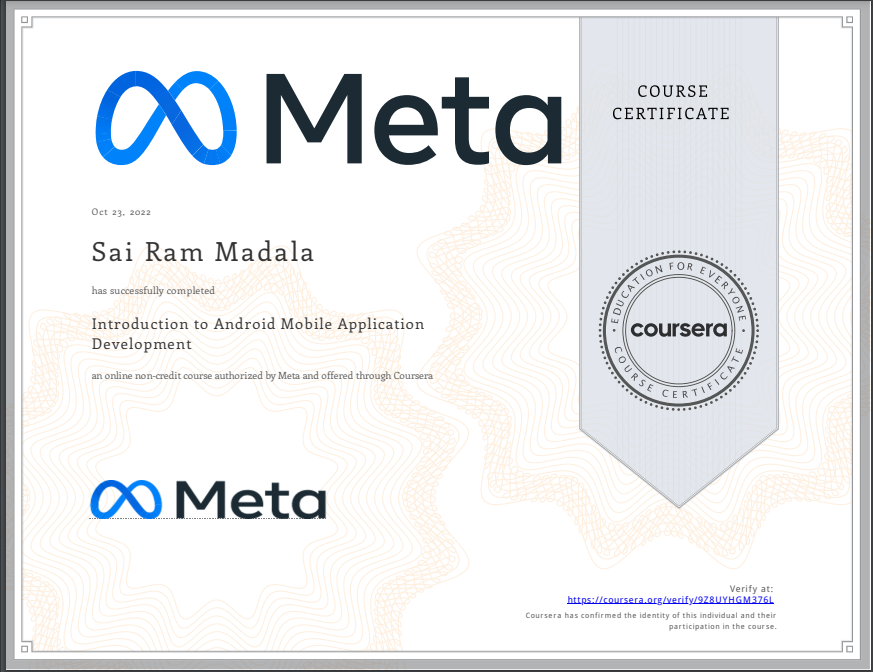 Meta
COURSE
CERTIFICATE
Oct 23, 2022
Sai Ram Madala
has successfully completed
Introduction to Android Mobile Application
Development
an online non-credit course authorized by Meta and offered through Coursera
EDUCATION FOR EVERYONE
coursera
COURSE CERTIFICATE
Meta
Verify at:
https://coursera.org/verify/9Z8UYHGM376L
Coursera has confirmed the identity of this individual and their
participation in the course.